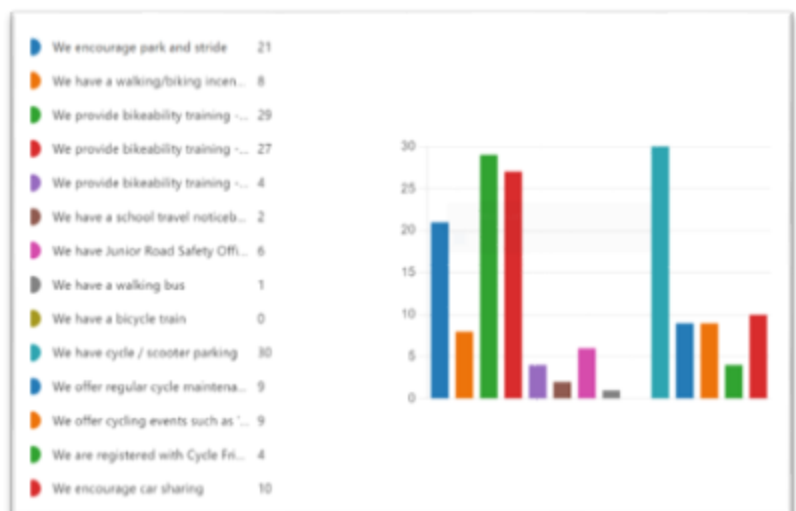 We encourage park and stride 21
We have a walking/biking incen... 8
We provide bikeability training -... 29
We provide bikeability training -... 27
We provide bikeability training -... 4
We have a school travel noticeb... 2
We have Junior Road Safety Offi... 6
We have a walking bus 1
We have a bicycle train 0
We have cycle / scooter parking 30
We offer regular cycle maintena... 9
We offer cycling events such as '... 9
We are registered with Cycle Fri... 4
We encourage car sharing 10
30
25
20
15
10
5
0